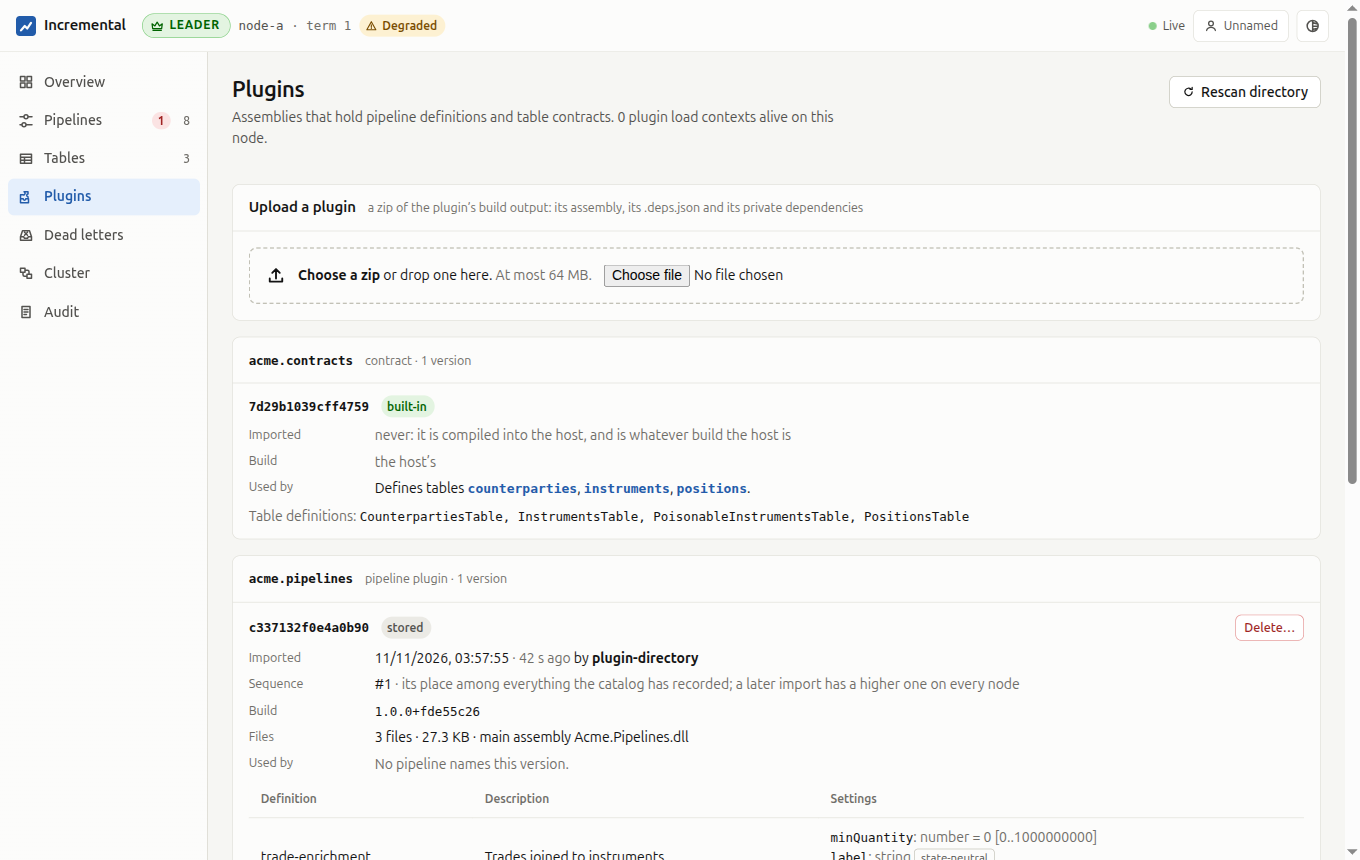 Incremental
LEADER
node-a · term 1
Degraded
Live
Unnamed
Overview
Pipelines 1 8
Tables 3
Plugins
Dead letters
Cluster
Audit
Plugins
Rescan directory
Assemblies that hold pipeline definitions and table contracts. 0 plugin load contexts alive on this
node.
Upload a plugin a zip of the plugin's build output: its assembly, its .deps.json and its private dependencies
Choose a zip or drop one here. At most 64 MB. Choose file No file chosen
acme.contracts contract · 1 version
7d29b1039cff4759 built-in
Imported never: it is compiled into the host, and is whatever build the host is
Build the host's
Used by Defines tables counterparties, instruments, positions.
Table definitions: CounterpartiesTable, InstrumentsTable, PoisonableInstrumentsTable, PositionsTable
acme.pipelines pipeline plugin · 1 version
c337132f0e4a0b90 stored Delete…
Imported 11/11/2026, 03:57:55 · 42 s ago by plugin-directory
Sequence #1 · its place among everything the catalog has recorded; a later import has a higher one on every node
Build 1.0.0+fde55c26
Files 3 files · 27.3 KB · main assembly Acme.Pipelines.dll
Used by No pipeline names this version.
Definition Description Settings
minQuantity: number = 0 [0..1000000000]
trade-enrichment Trades joined to instruments label: string state-neutral